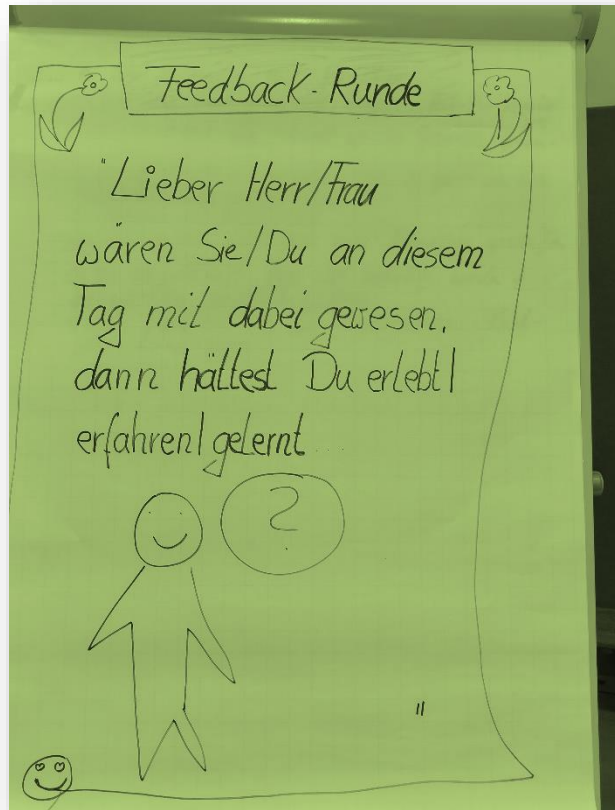 Feedback-Runde
"Lieber Herr/Frau
wären Sie/Du an diesem
Tag mit dabei gewesen,
dann hättest Du erlebt/
erfahren/gelernt...
?
"